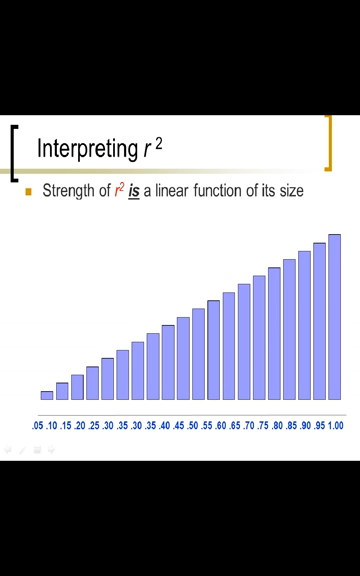 Interpreting r²
Strength of r² is a linear function of its size
.05 .10 .15 .20 .25 .30 .35 .30 .35 .40 .45 .50 .55 .60 .65 .70 .75 .80 .85 .90 .95 1.00